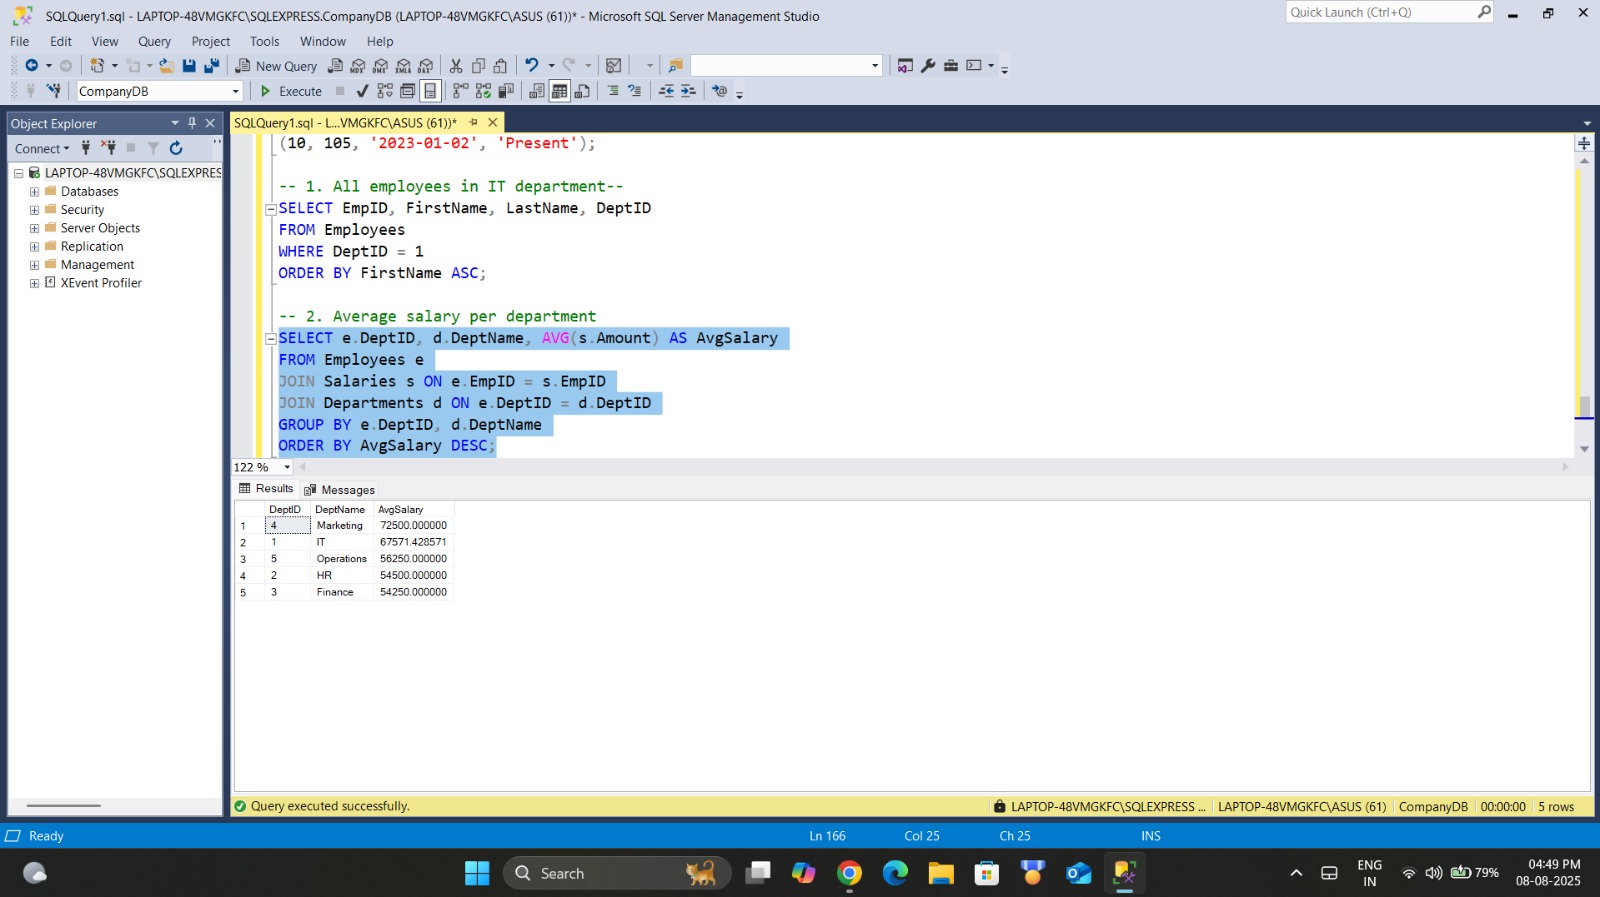 SQLQuery1.sql - LAPTOP-48VMGKFC\SQLEXPRESS.CompanyDB (LAPTOP-48VMGKFC\ASUS (61))* - Microsoft SQL Server Management Studio
Quick Launch (Ctrl+Q)
File Edit View Query Project Tools Window Help
New Query
MDX DMX XMLA DAX
CompanyDB
Execute
Object Explorer
SQLQuery1.sql - L...VMGKFC\ASUS (61))*
Connect
LAPTOP-48VMGKFC\SQLEXPRES
Databases
Security
Server Objects
Replication
Management
XEvent Profiler
(10, 105, '2023-01-02', 'Present');
-- 1. All employees in IT department--
SELECT EmpID, FirstName, LastName, DeptID
FROM Employees
WHERE DeptID = 1
ORDER BY FirstName ASC;
-- 2. Average salary per department
SELECT e.DeptID, d.DeptName, AVG(s.Amount) AS AvgSalary
FROM Employees e
JOIN Salaries s ON e.EmpID = s.EmpID
JOIN Departments d ON e.DeptID = d.DeptID
GROUP BY e.DeptID, d.DeptName
ORDER BY AvgSalary DESC;
122 %
Results Messages
DeptID DeptName AvgSalary
1 4 Marketing 72500.000000
2 1 IT 67571.428571
3 5 Operations 56250.000000
4 2 HR 54500.000000
5 3 Finance 54250.000000
Query executed successfully.
LAPTOP-48VMGKFC\SQLEXPRESS ... LAPTOP-48VMGKFC\ASUS (61) CompanyDB 00:00:00 5 rows
Ready
Ln 166 Col 25 Ch 25 INS
Search
ENG
IN
79%
04:49 PM
08-08-2025